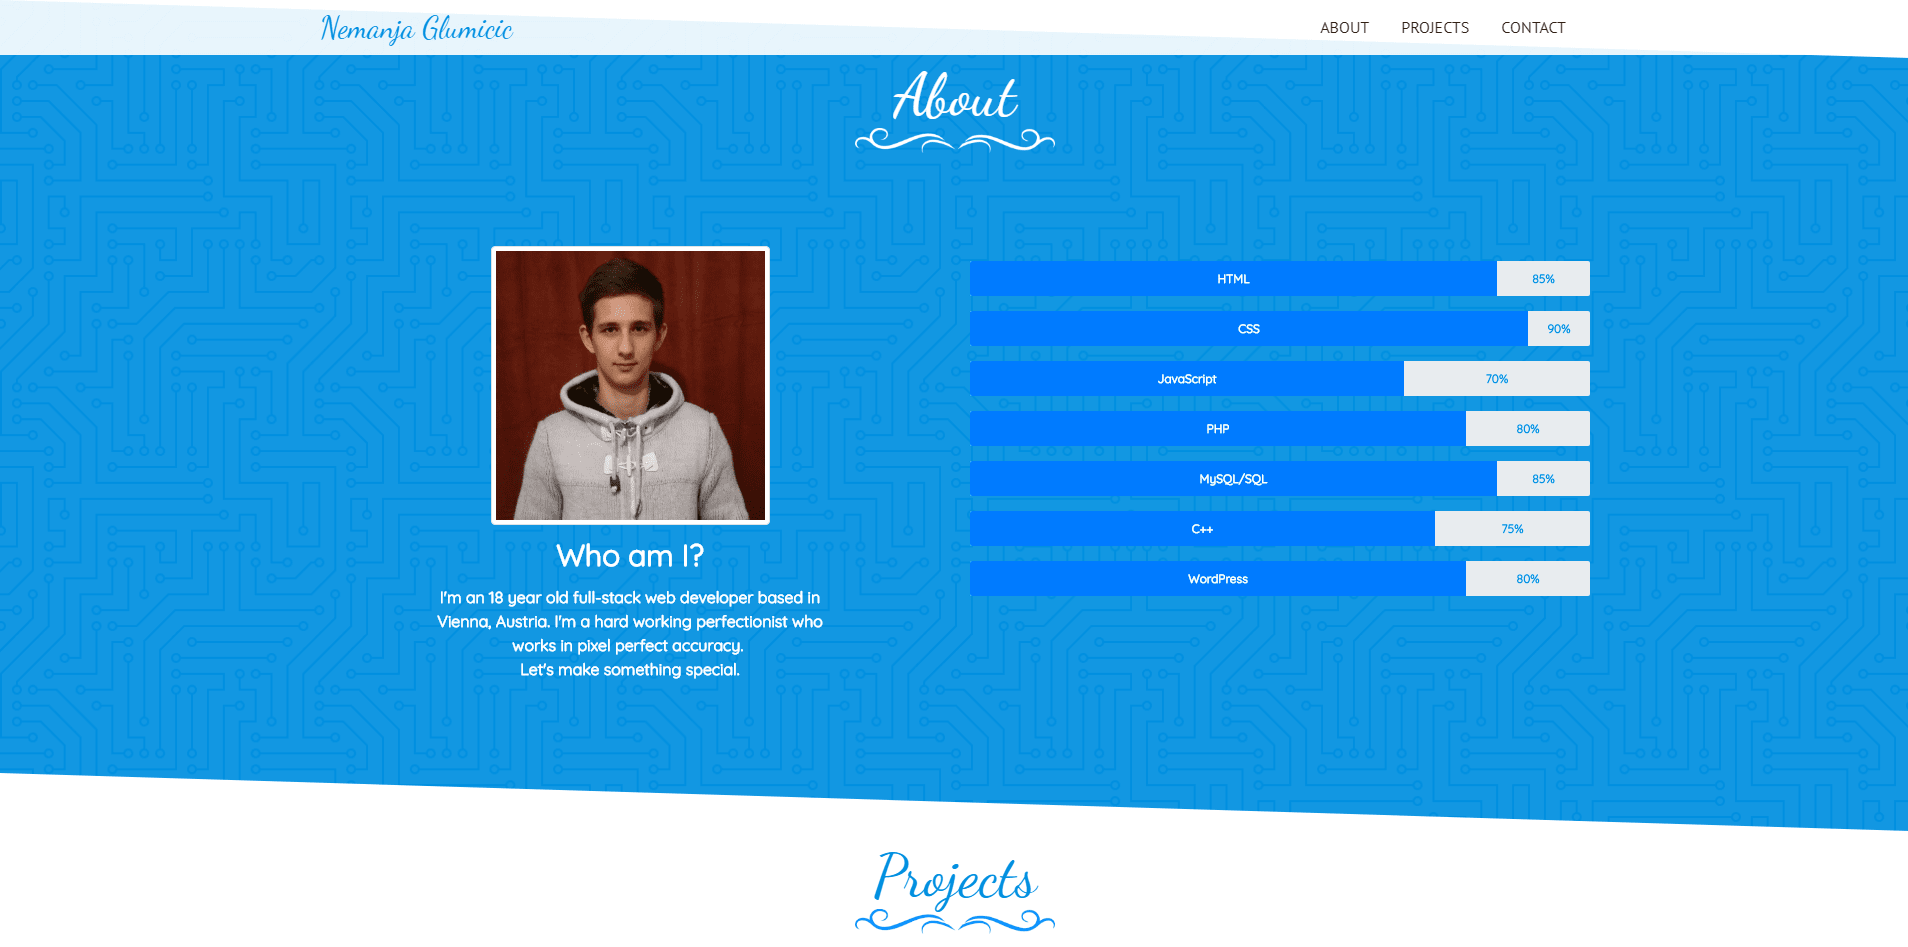 Nemanja Glumicic
ABOUT PROJECTS CONTACT
About
Who am I?
I'm an 18 year old full-stack web developer based in
Vienna, Austria. I'm a hard working perfectionist who
works in pixel perfect accuracy.
Let's make something special.
HTML 85%
CSS 90%
JavaScript 70%
PHP 80%
MySQL/SQL 85%
C++ 75%
WordPress 80%
Projects